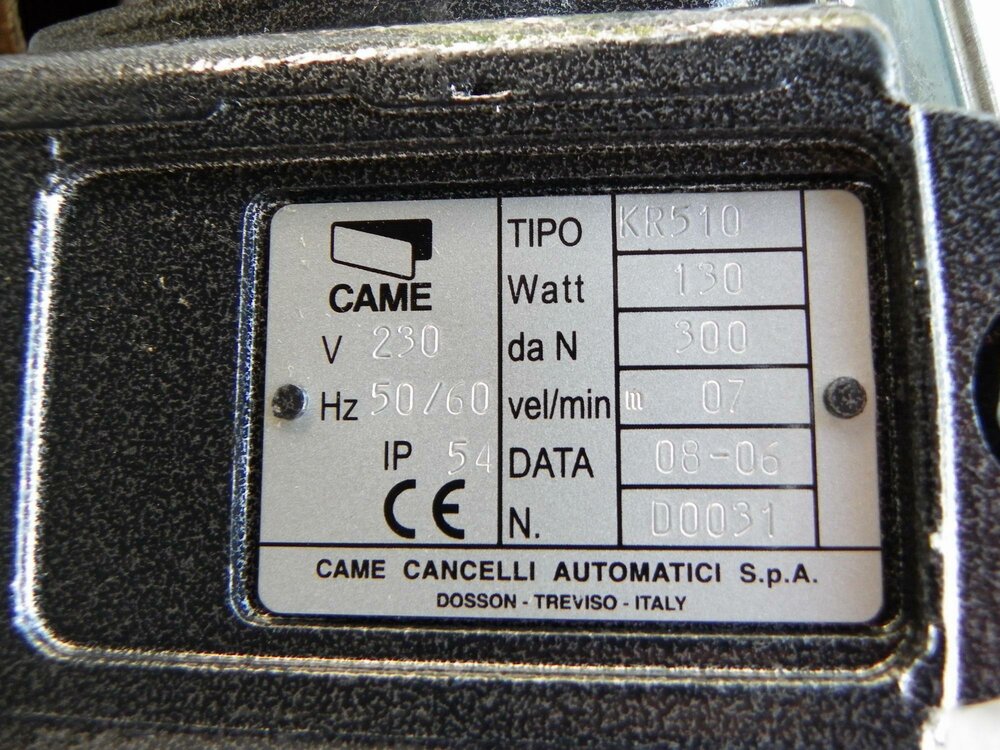 CAME
V 230
Hz 50/60
IP 54
CE
TIPO KR510
Watt 130
da N 300
vel/min m 07
DATA 08-06
N. D0031
CAME CANCELLI AUTOMATICI S.p.A.
DOSSON - TREVISO - ITALY